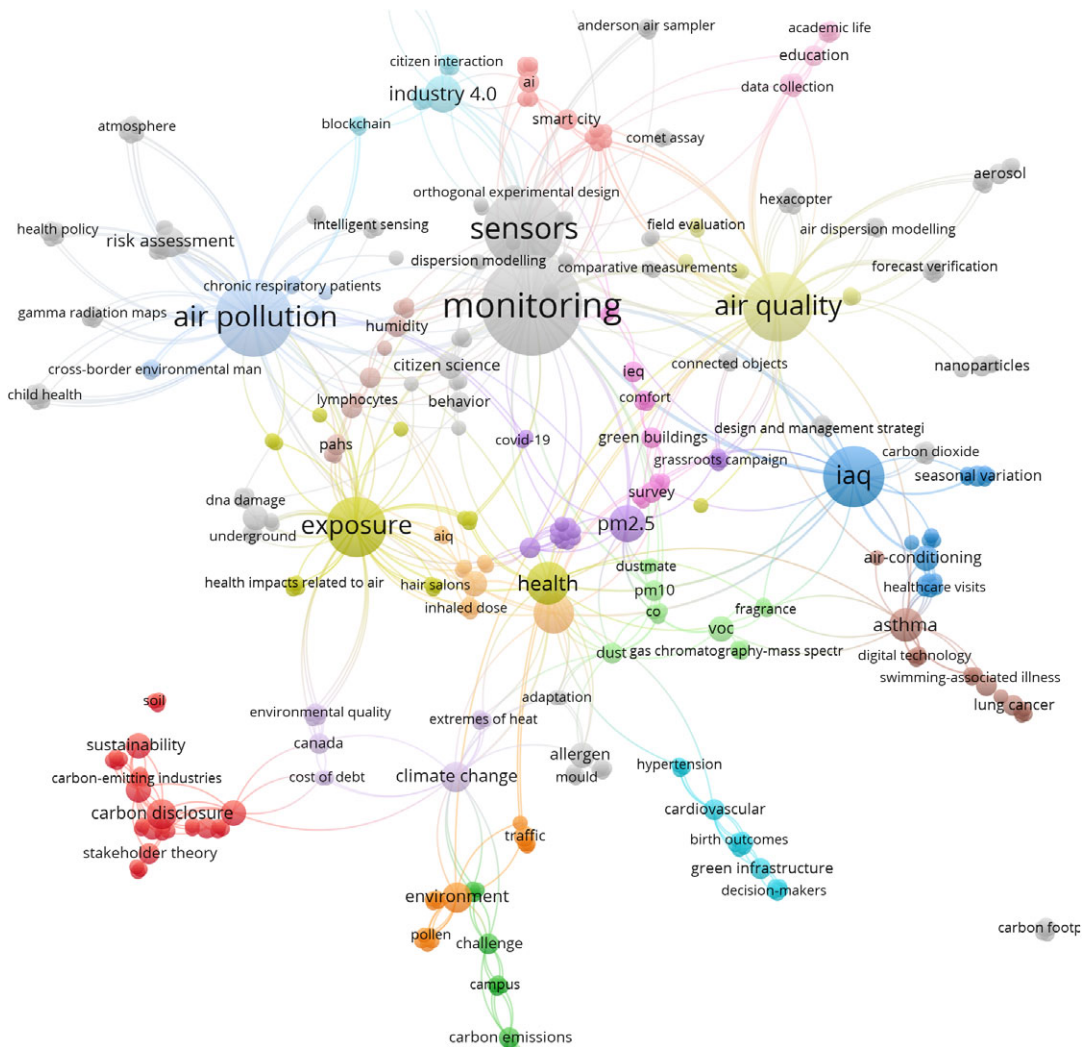 anderson air sampler
academic life
education
citizen interaction
ai
industry 4.0
data collection
smart city
atmosphere
blockchain
comet assay
aerosol
orthogonal experimental design
hexacopter
health policy
risk assessment
intelligent sensing
sensors
field evaluation
air dispersion modelling
dispersion modelling
comparative measurements
forecast verification
chronic respiratory patients
gamma radiation maps
air pollution
monitoring
air quality
humidity
cross-border environmental man
citizen science
connected objects
nanoparticles
ieq
child health
lymphocytes
behavior
comfort
design and management strategi
pahs
covid-19
green buildings
carbon dioxide
grassroots campaign
iaq
seasonal variation
dna damage
survey
exposure
pm2.5
underground
aiq
air-conditioning
dustmate
health impacts related to air
hair salons
health
pm10
healthcare visits
inhaled dose
co
fragrance
voc
asthma
dust
gas chromatography-mass spectr
digital technology
swimming-associated illness
soil
adaptation
lung cancer
environmental quality
extremes of heat
sustainability
canada
allergen
hypertension
carbon-emitting industries
cost of debt
climate change
mould
carbon disclosure
cardiovascular
traffic
birth outcomes
stakeholder theory
green infrastructure
environment
decision-makers
carbon footp
pollen
challenge
campus
carbon emissions